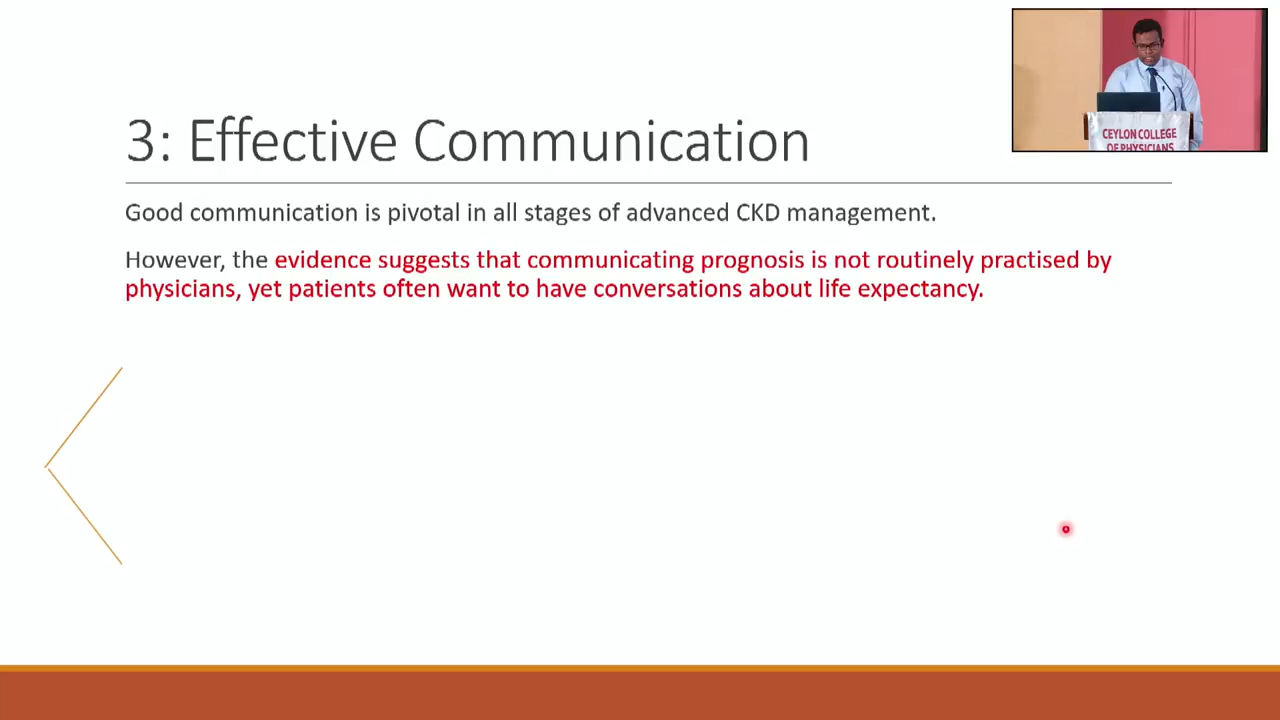 3: Effective Communication
Good communication is pivotal in all stages of advanced CKD management.
However, the evidence suggests that communicating prognosis is not routinely practised by
physicians, yet patients often want to have conversations about life expectancy.
CEYLON COLLEGE
OF PHYSICIANS